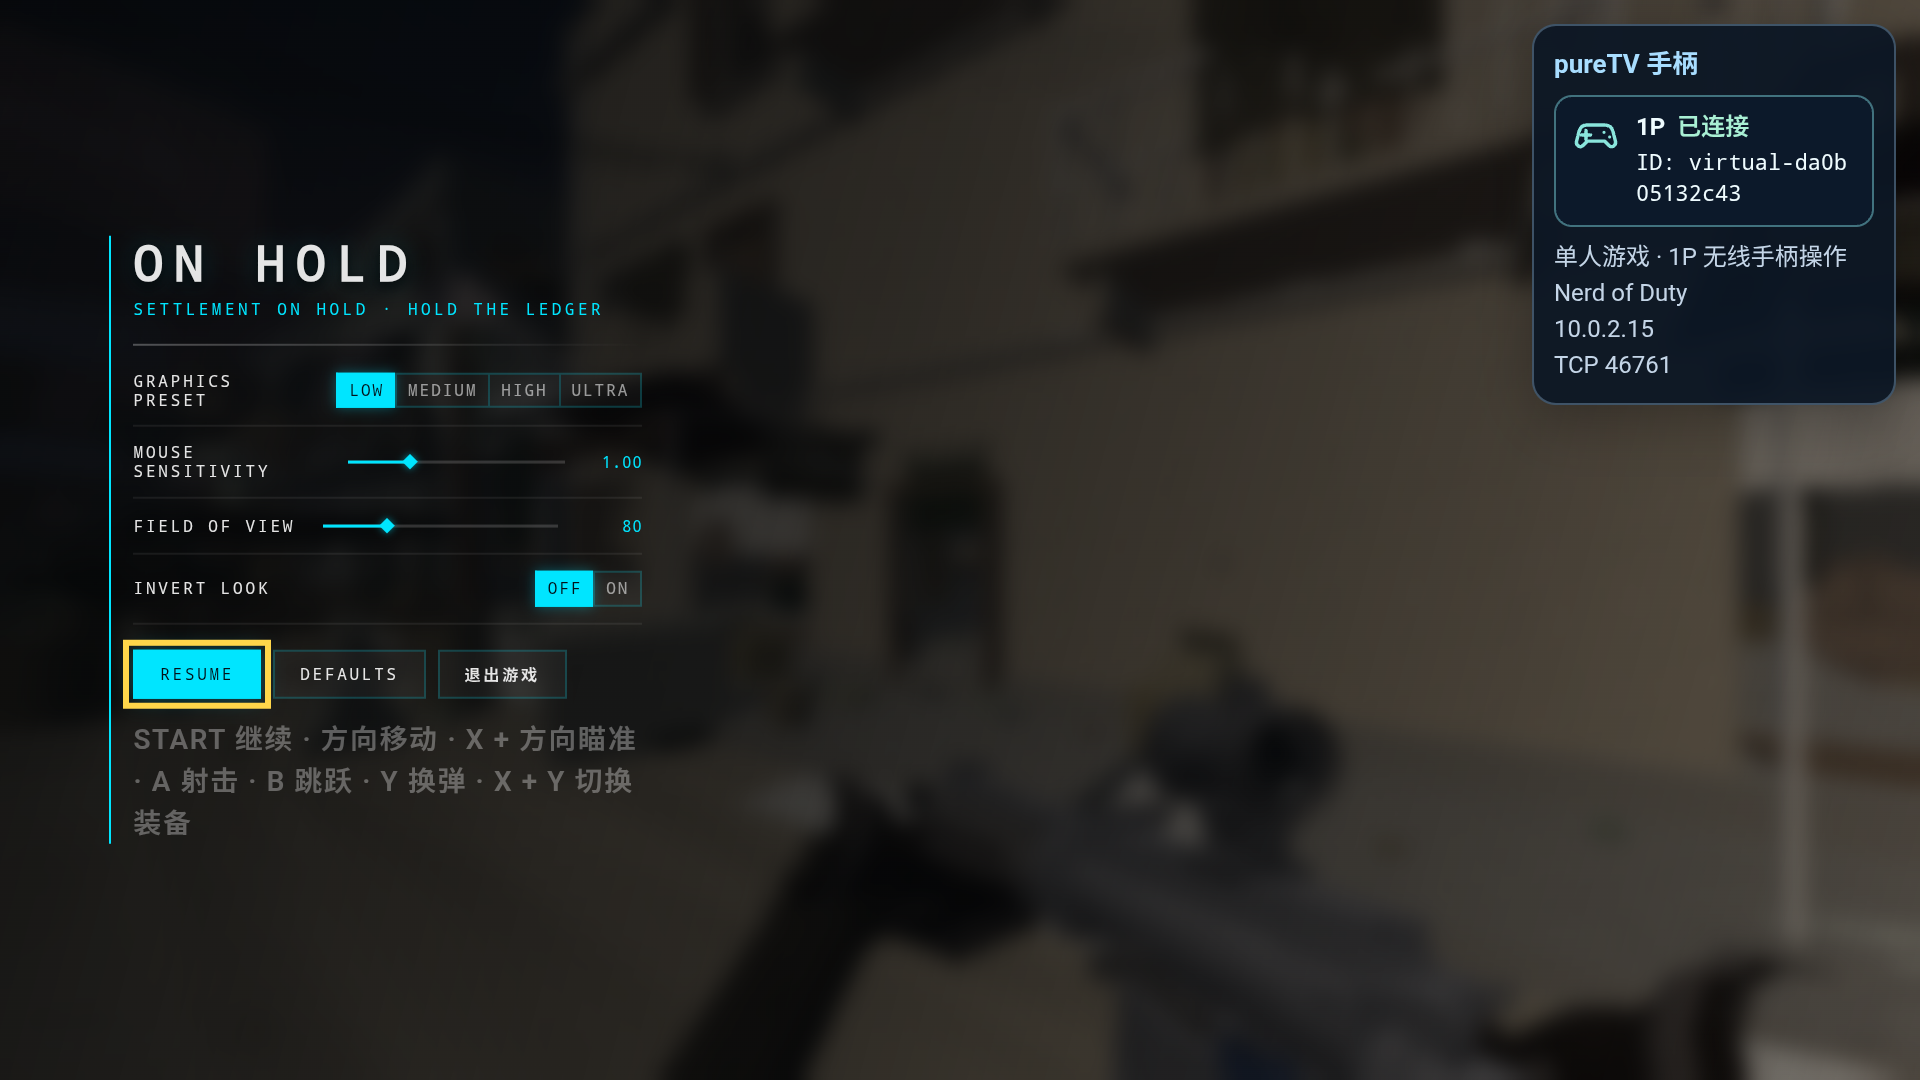 ON HOLD
SETTLEMENT ON HOLD · HOLD THE LEDGER
GRAPHICS
PRESET
LOW MEDIUM HIGH ULTRA
MOUSE
SENSITIVITY
1.00
FIELD OF VIEW
80
INVERT LOOK
OFF ON
RESUME DEFAULTS 退出游戏
START 继续 · 方向移动 · X + 方向瞄准
· A 射击 · B 跳跃 · Y 换弹 · X + Y 切换
装备
pureTV 手柄
1P 已连接
ID: virtual-da0b
05132c43
单人游戏 · 1P 无线手柄操作
Nerd of Duty
10.0.2.15
TCP 46761